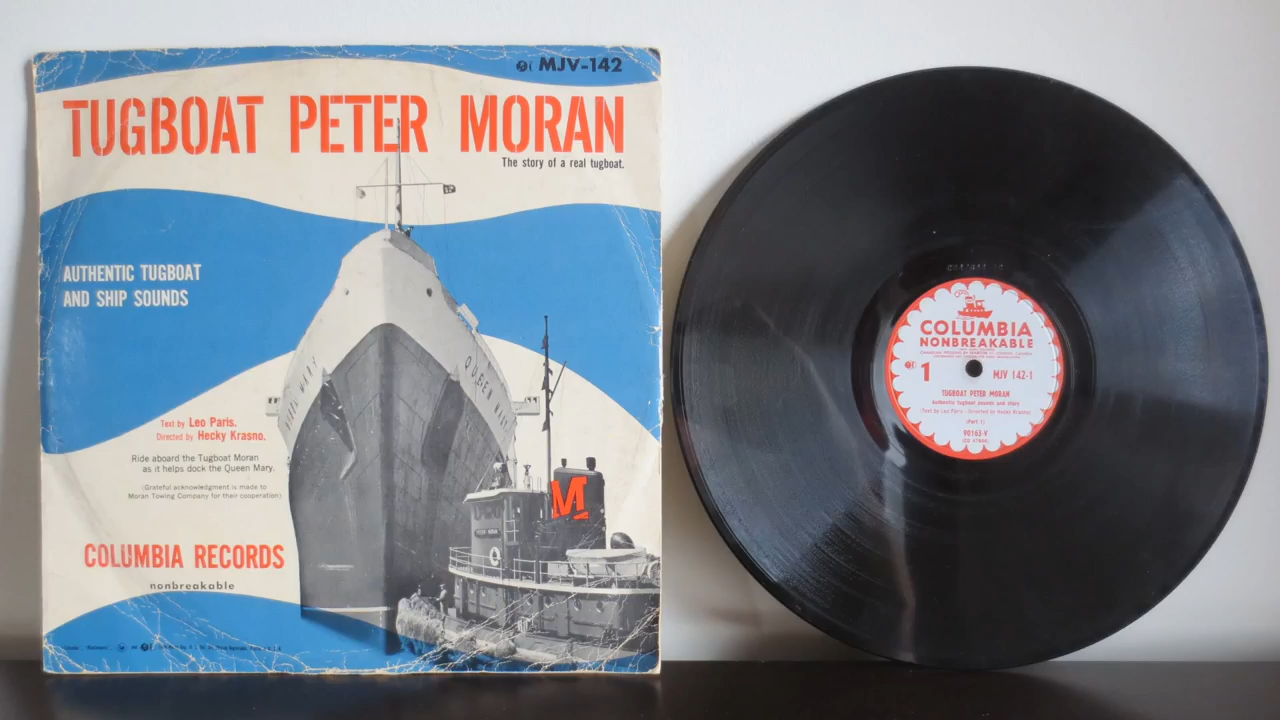 MJV-142
TUGBOAT PETER MORAN
The story of a real tugboat.
AUTHENTIC TUGBOAT
AND SHIP SOUNDS
QUEEN MARY
QUEEN
Text by Leo Paris.
Directed by Hecky Krasno.
Ride aboard the Tugboat Moran
as it helps dock the Queen Mary.
(Grateful acknowledgment is made to
Moran Towing Company for their cooperation)
M
COLUMBIA RECORDS
nonbreakable
COLUMBIA
NONBREAKABLE
1
MJV 142-1
TUGBOAT PETER MORAN
Authentic tugboat sounds and story
(Text by Leo Paris - Directed by Hecky Krasno)
(Part 1)
90163-V
(CO 47804)